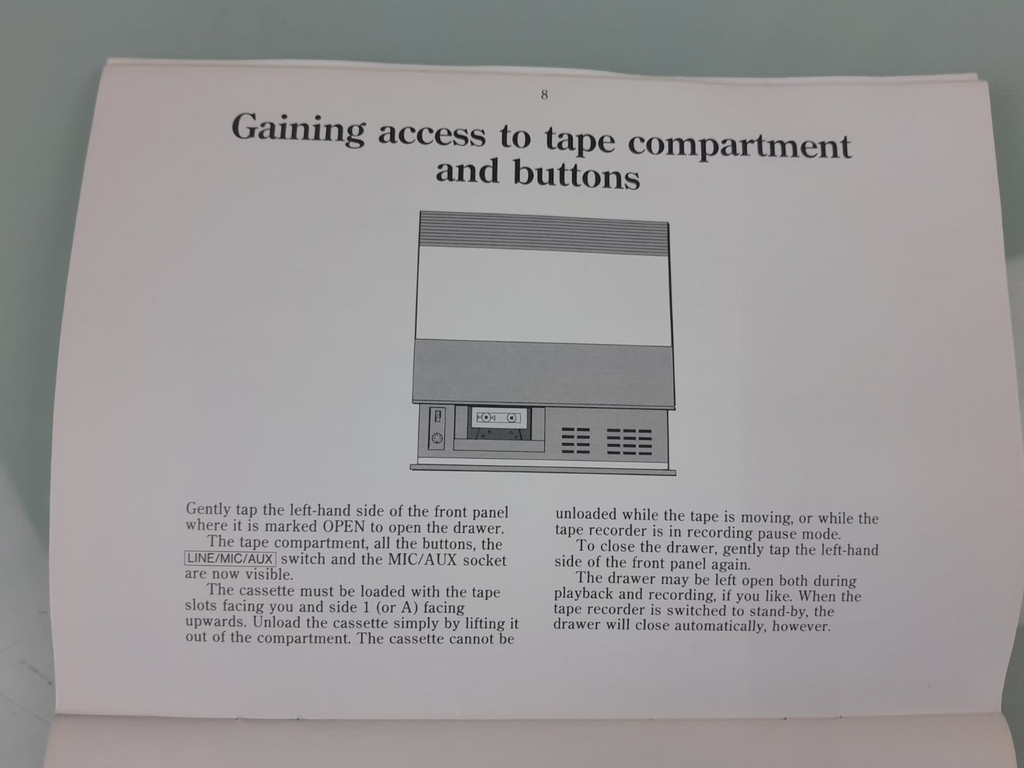 8
Gaining access to tape compartment
and buttons
Gently tap the left-hand side of the front panel
where it is marked OPEN to open the drawer.
The tape compartment, all the buttons, the
LINE/MIC/AUX switch and the MIC/AUX socket
are now visible.
The cassette must be loaded with the tape
slots facing you and side 1 (or A) facing
upwards. Unload the cassette simply by lifting it
out of the compartment. The cassette cannot be
unloaded while the tape is moving, or while the
tape recorder is in recording pause mode.
To close the drawer, gently tap the left-hand
side of the front panel again.
The drawer may be left open both during
playback and recording, if you like. When the
tape recorder is switched to stand-by, the
drawer will close automatically, however.